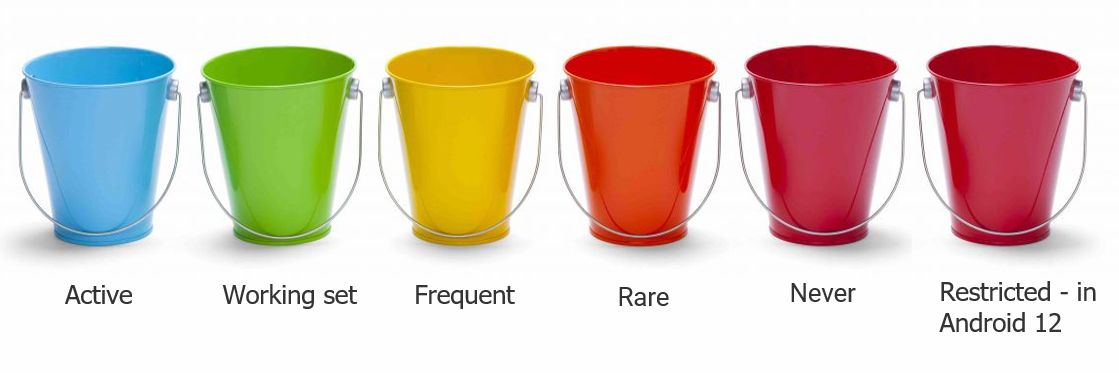 Active
Working set
Frequent
Rare
Never
Restricted - in
Android 12